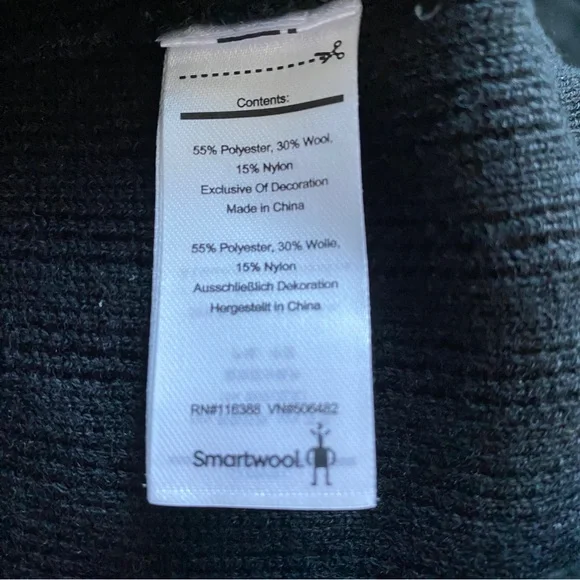 Contents:
55% Polyester, 30% Wool,
15% Nylon
Exclusive Of Decoration
Made in China
55% Polyester, 30% Wolle,
15% Nylon
Ausschließlich Dekoration
Hergestellt in China
RN#116388 VN#506482
Smartwool